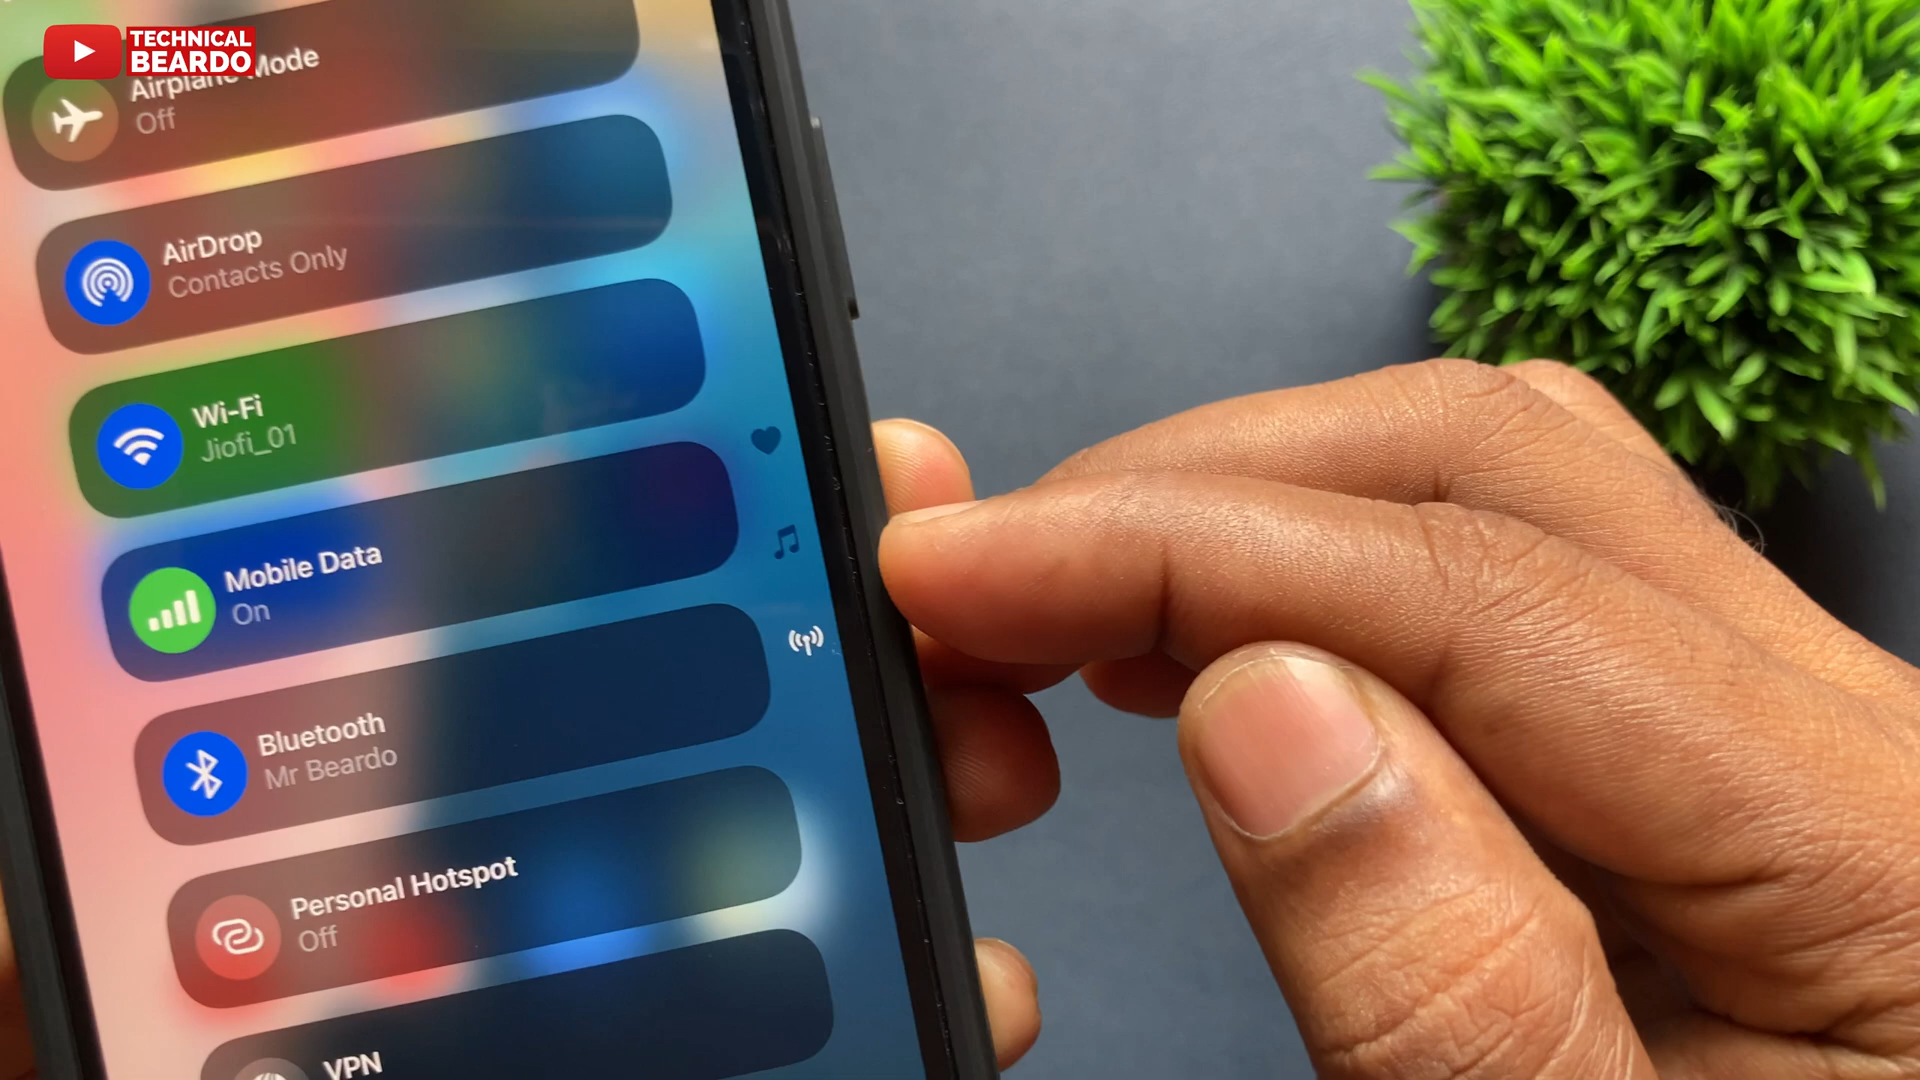 TECHNICAL
BEARDO
Airplane Mode
Off
AirDrop
Contacts Only
Wi-Fi
Jiofi_01
Mobile Data
On
Bluetooth
Mr Beardo
Personal Hotspot
Off
VPN